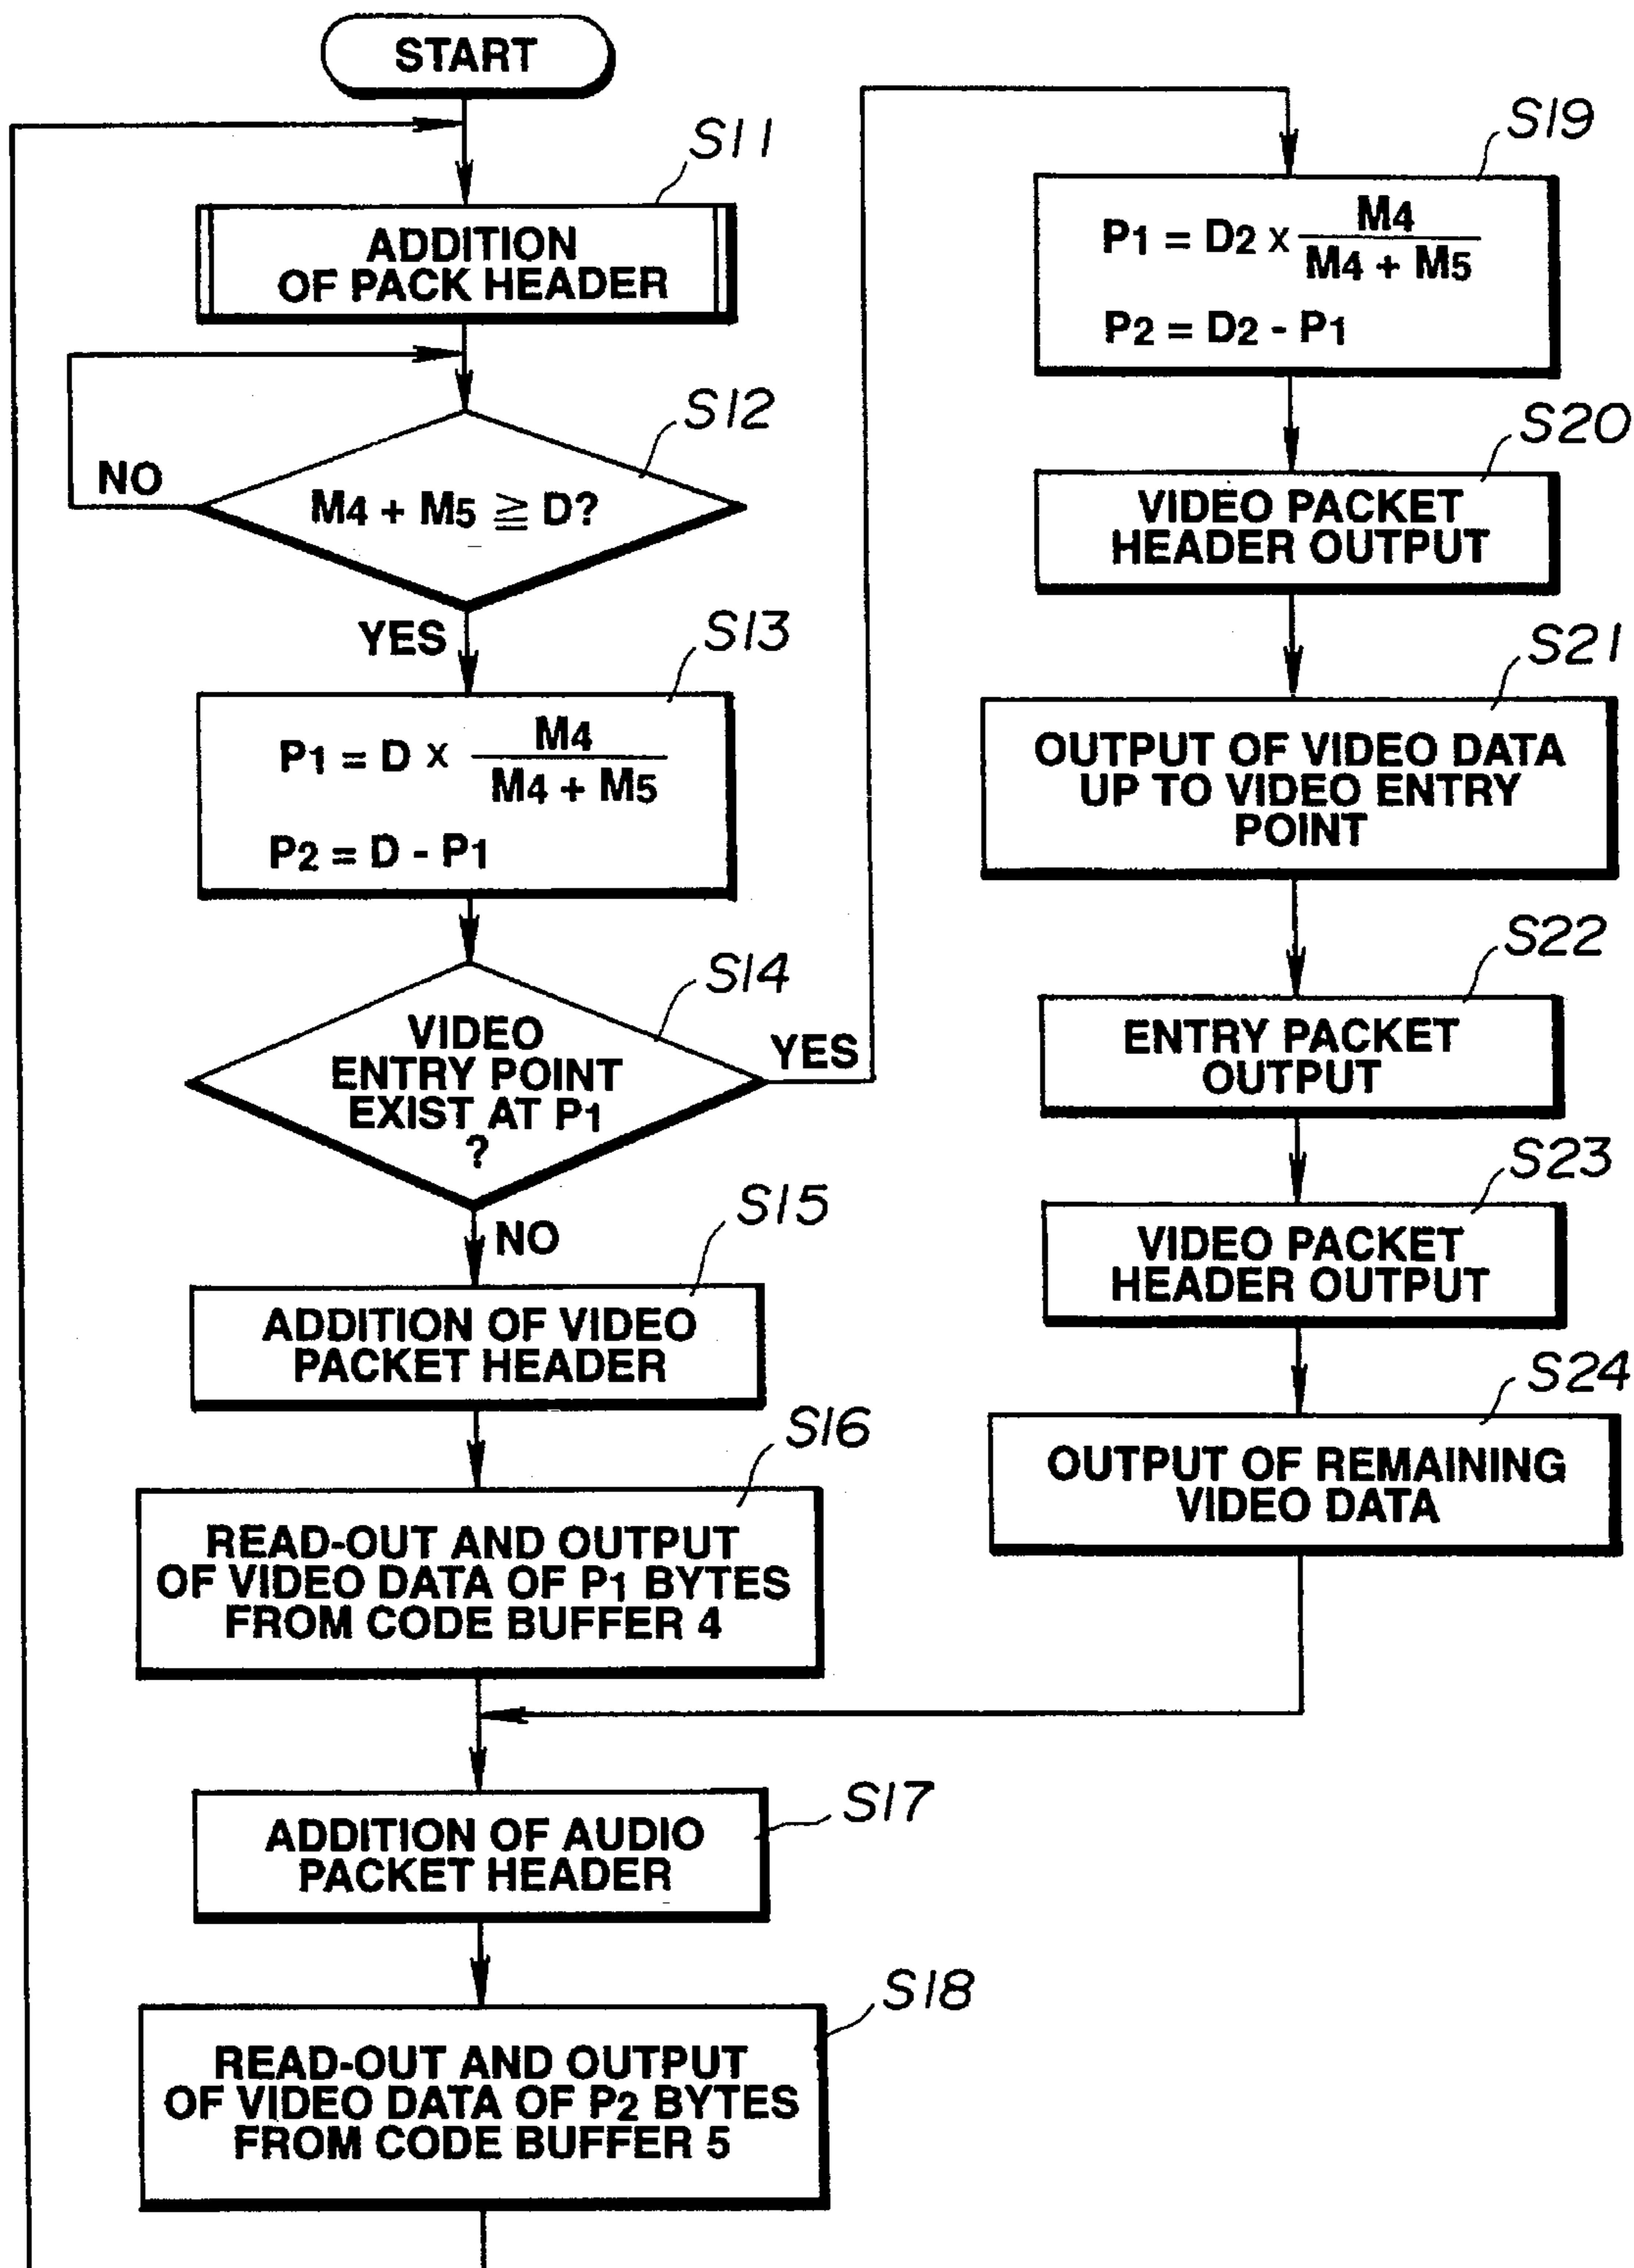 START
S11
ADDITION
OF PACK HEADER
S12
NO
M4 + M5 ≧ D?
YES
S13
P1 = D x M4
M4 + M5
P2 = D - P1
S14
VIDEO
ENTRY POINT
EXIST AT P1
?
YES
NO
S15
ADDITION OF VIDEO
PACKET HEADER
S16
READ-OUT AND OUTPUT
OF VIDEO DATA OF P1 BYTES
FROM CODE BUFFER 4
S17
ADDITION OF AUDIO
PACKET HEADER
S18
READ-OUT AND OUTPUT
OF VIDEO DATA OF P2 BYTES
FROM CODE BUFFER 5
S19
P1 = D2 x M4
M4 + M5
P2 = D2 - P1
S20
VIDEO PACKET
HEADER OUTPUT
S21
OUTPUT OF VIDEO DATA
UP TO VIDEO ENTRY
POINT
S22
ENTRY PACKET
OUTPUT
S23
VIDEO PACKET
HEADER OUTPUT
S24
OUTPUT OF REMAINING
VIDEO DATA